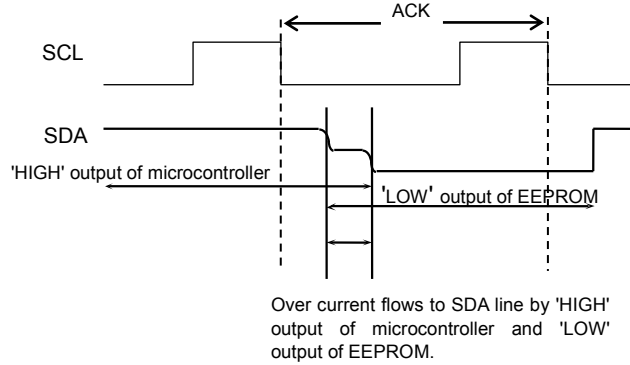 ACK
SCL
SDA
'HIGH' output of microcontroller
'LOW' output of EEPROM
Over current flows to SDA line by 'HIGH'
output of microcontroller and 'LOW'
output of EEPROM.